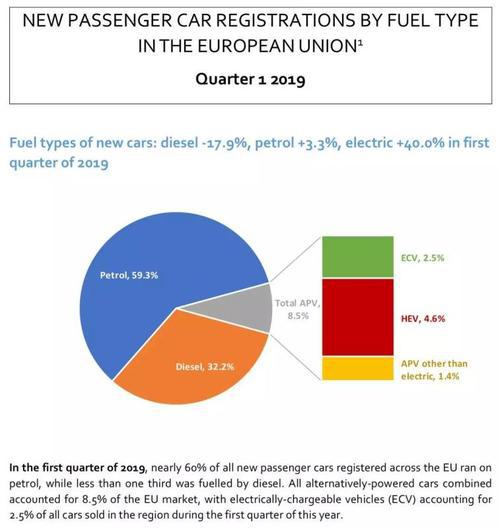 NEW PASSENGER CAR REGISTRATIONS BY FUEL TYPE
IN THE EUROPEAN UNION¹
Quarter 1 2019
Fuel types of new cars: diesel -17.9%, petrol +3.3%, electric +40.0% in first
quarter of 2019
Petrol, 59.3%
Diesel, 32.2%
Total APV,
8.5%
ECV, 2.5%
HEV, 4.6%
APV other than
electric, 1.4%
In the first quarter of 2019, nearly 60% of all new passenger cars registered across the EU ran on
petrol, while less than one third was fuelled by diesel. All alternatively-powered cars combined
accounted for 8.5% of the EU market, with electrically-chargeable vehicles (ECV) accounting for
2.5% of all cars sold in the region during the first quarter of this year.